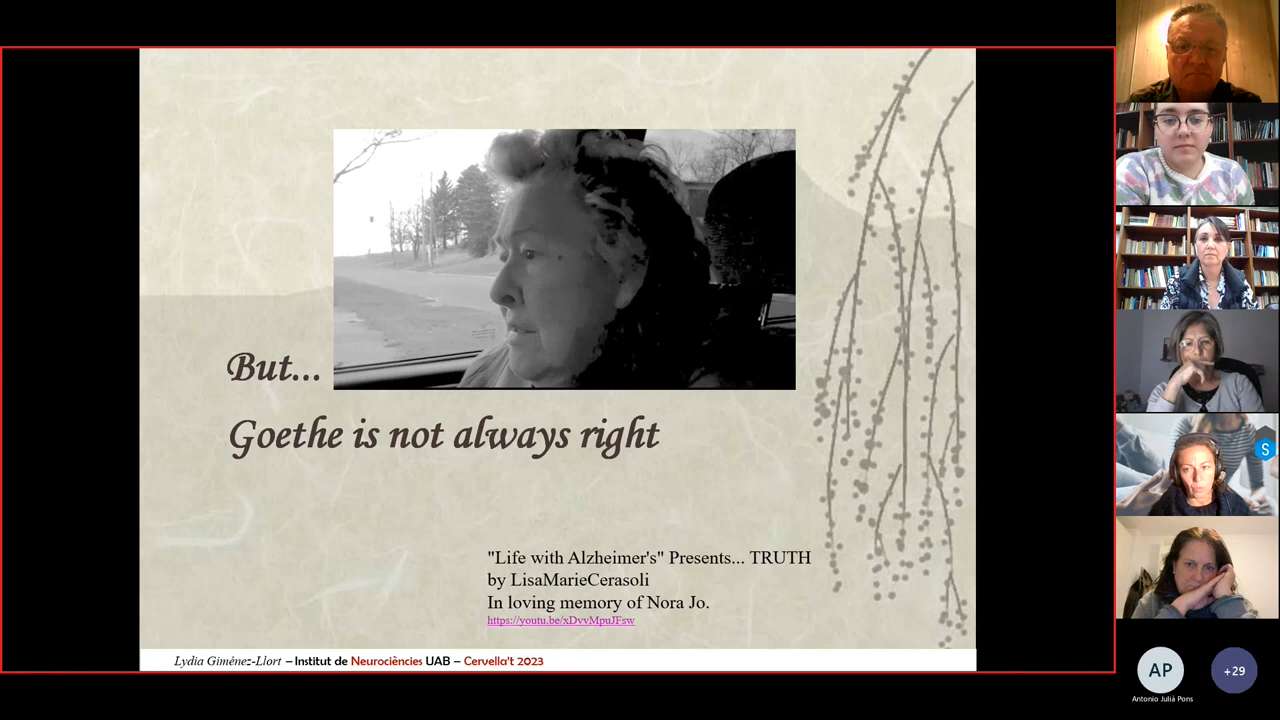 But...
Goethe is not always right
"Life with Alzheimer's" Presents... TRUTH
by LisaMarieCerasoli
In loving memory of Nora Jo.
https://youtu.be/xDvvMpuJFsw
Lydia Giménez-Llort – Institut de Neurociències UAB – Cervella't 2023
S
AP
+29
Antonio Julià Pons